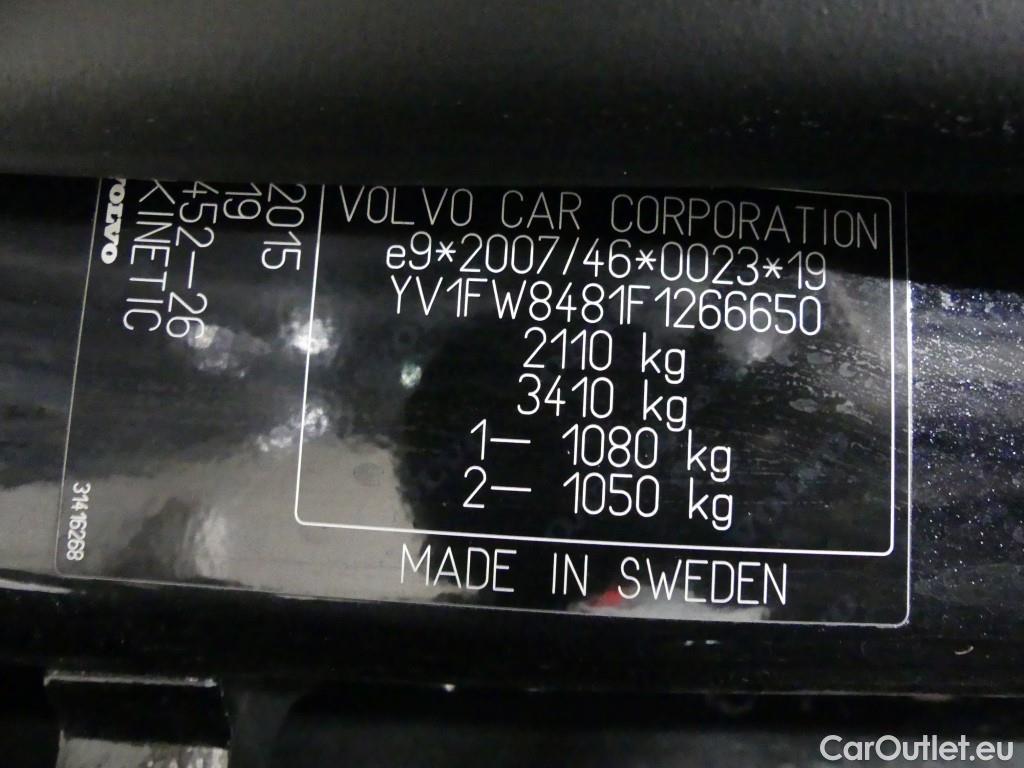 VOLVO CAR CORPORATION
e9*2007/46*0023*19
YV1FW8481F1266650
2110 kg
3410 kg
1– 1080 kg
2– 1050 kg
MADE IN SWEDEN
2015
19
452–26
KINETIC
VOLVO
31416268
CarOutlet.eu